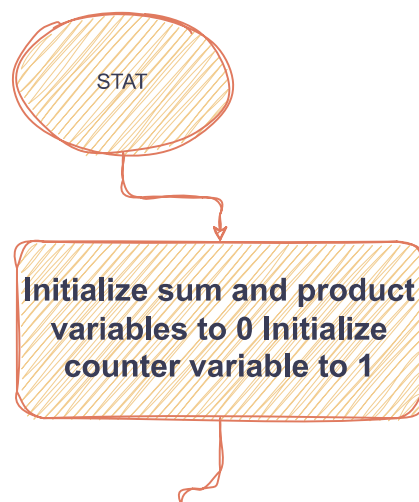 STAT
Initialize sum and product
variables to 0 Initialize
counter variable to 1